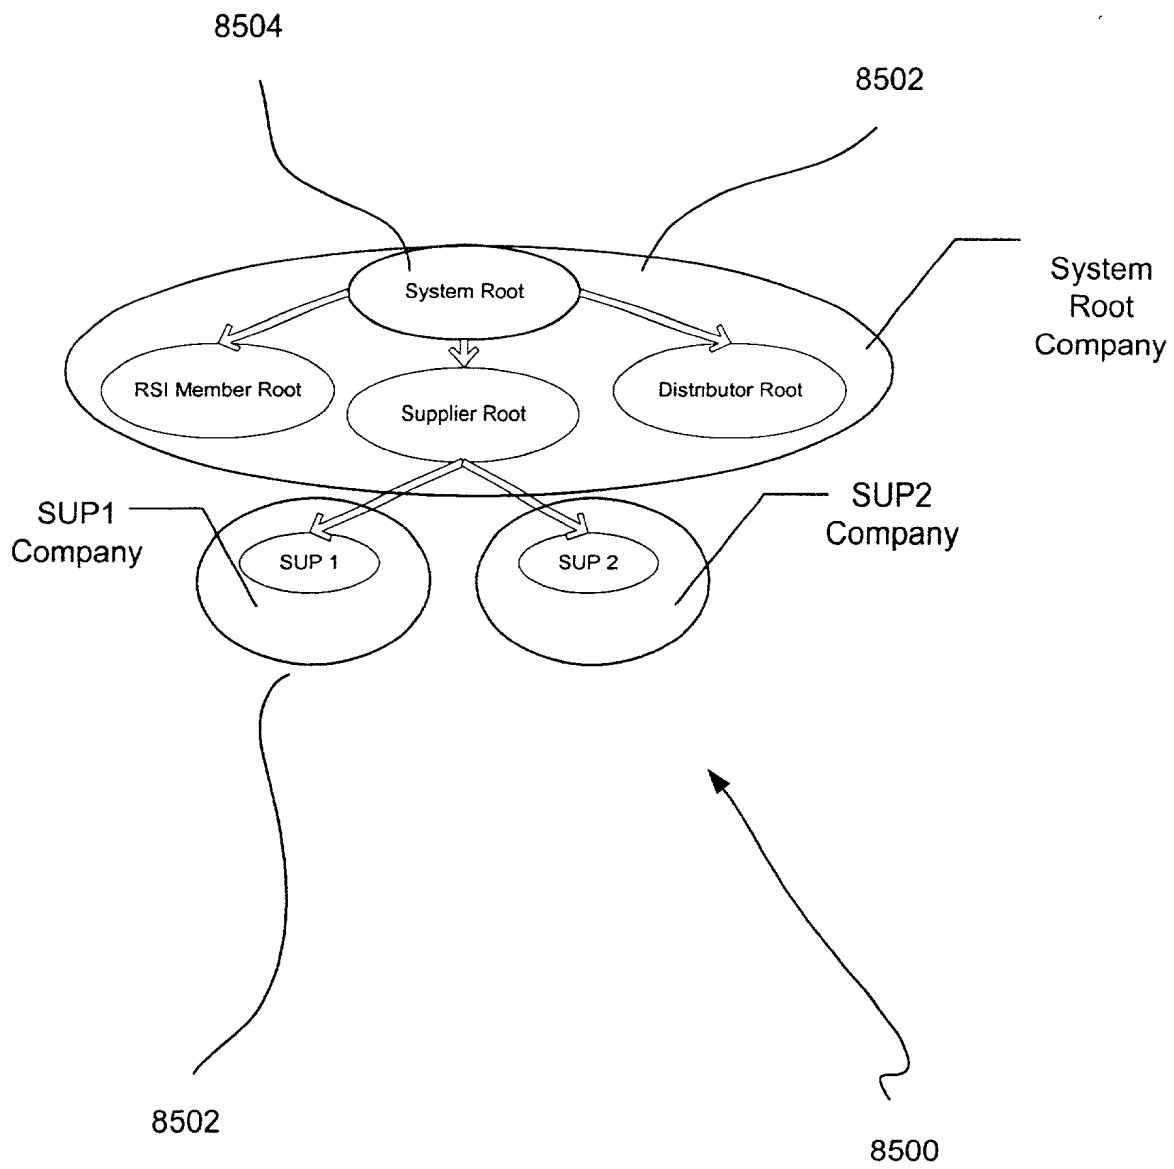 8504
8502
System Root
System
Root
Company
RSI Member Root
Supplier Root
Distributor Root
SUP1
Company
SUP2
Company
SUP 1
SUP 2
8502
8500